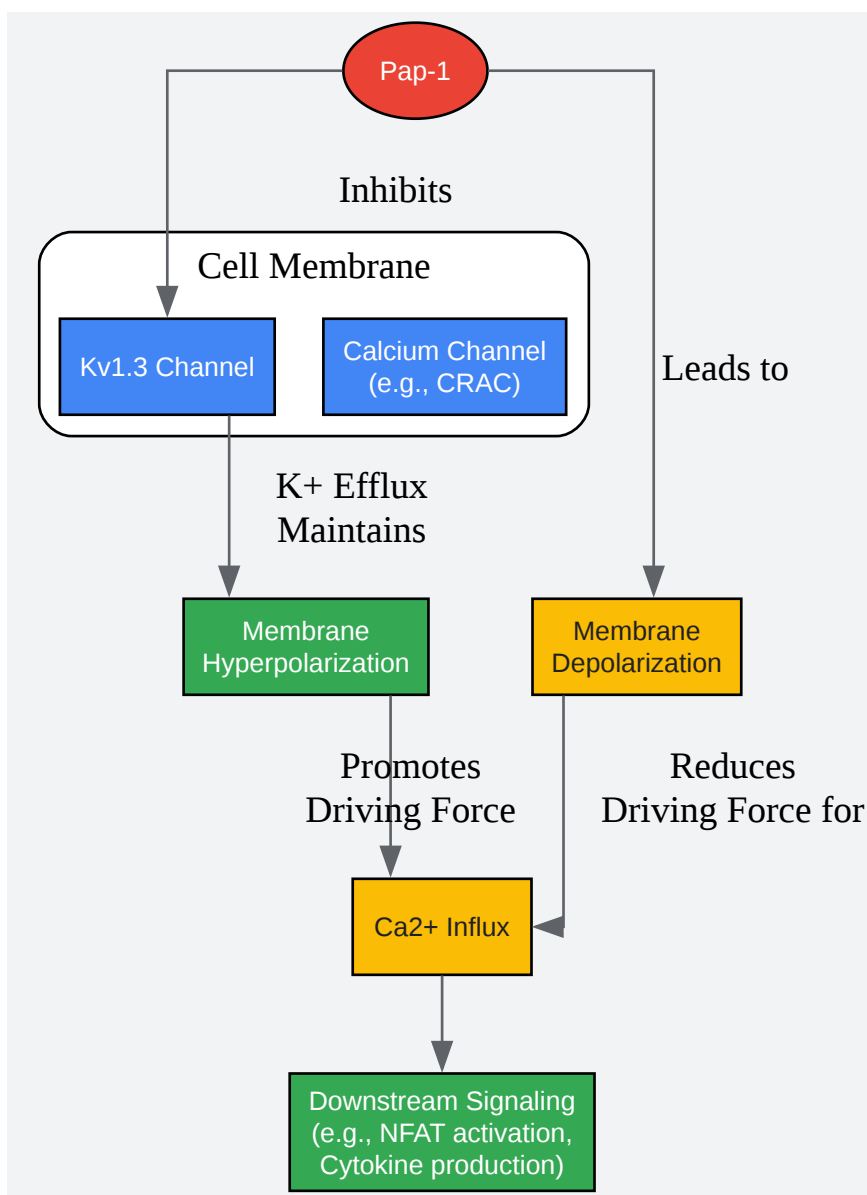 Pap-1
Inhibits
Cell Membrane
Kv1.3 Channel
Calcium Channel
(e.g., CRAC)
Leads to
K+ Efflux
Maintains
Membrane
Hyperpolarization
Membrane
Depolarization
Promotes
Driving Force
Reduces
Driving Force for
Ca2+ Influx
Downstream Signaling
(e.g., NFAT activation,
Cytokine production)